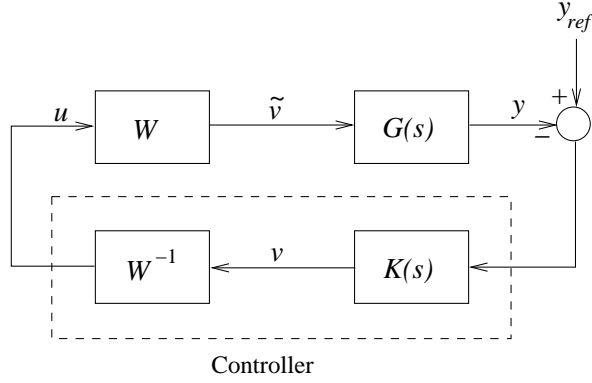 y_ref
+
u
W
ṽ
G(s)
y
−
W⁻¹
v
K(s)
Controller